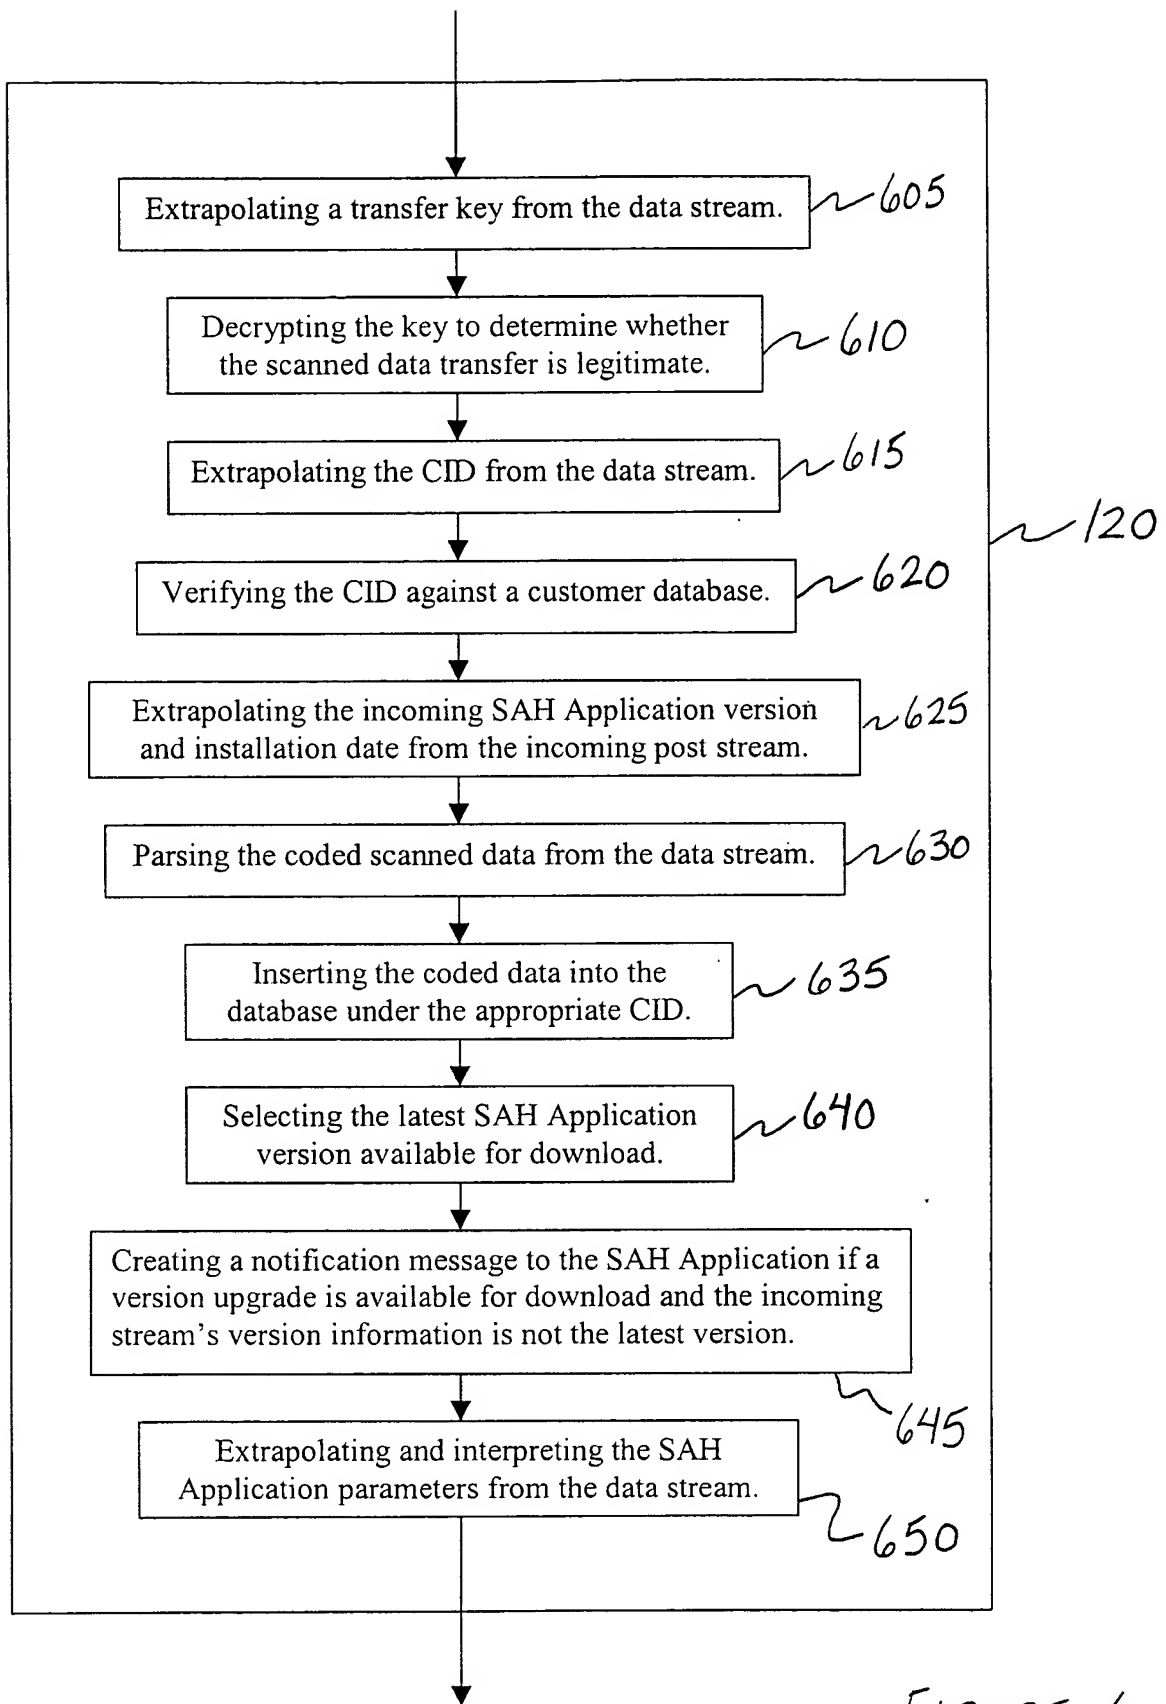 Extrapolating a transfer key from the data stream.
605
Decrypting the key to determine whether
the scanned data transfer is legitimate.
610
Extrapolating the CID from the data stream.
615
120
Verifying the CID against a customer database.
620
Extrapolating the incoming SAH Application version
and installation date from the incoming post stream.
625
Parsing the coded scanned data from the data stream.
630
Inserting the coded data into the
database under the appropriate CID.
635
Selecting the latest SAH Application
version available for download.
640
Creating a notification message to the SAH Application if a
version upgrade is available for download and the incoming
stream's version information is not the latest version.
645
Extrapolating and interpreting the SAH
Application parameters from the data stream.
650